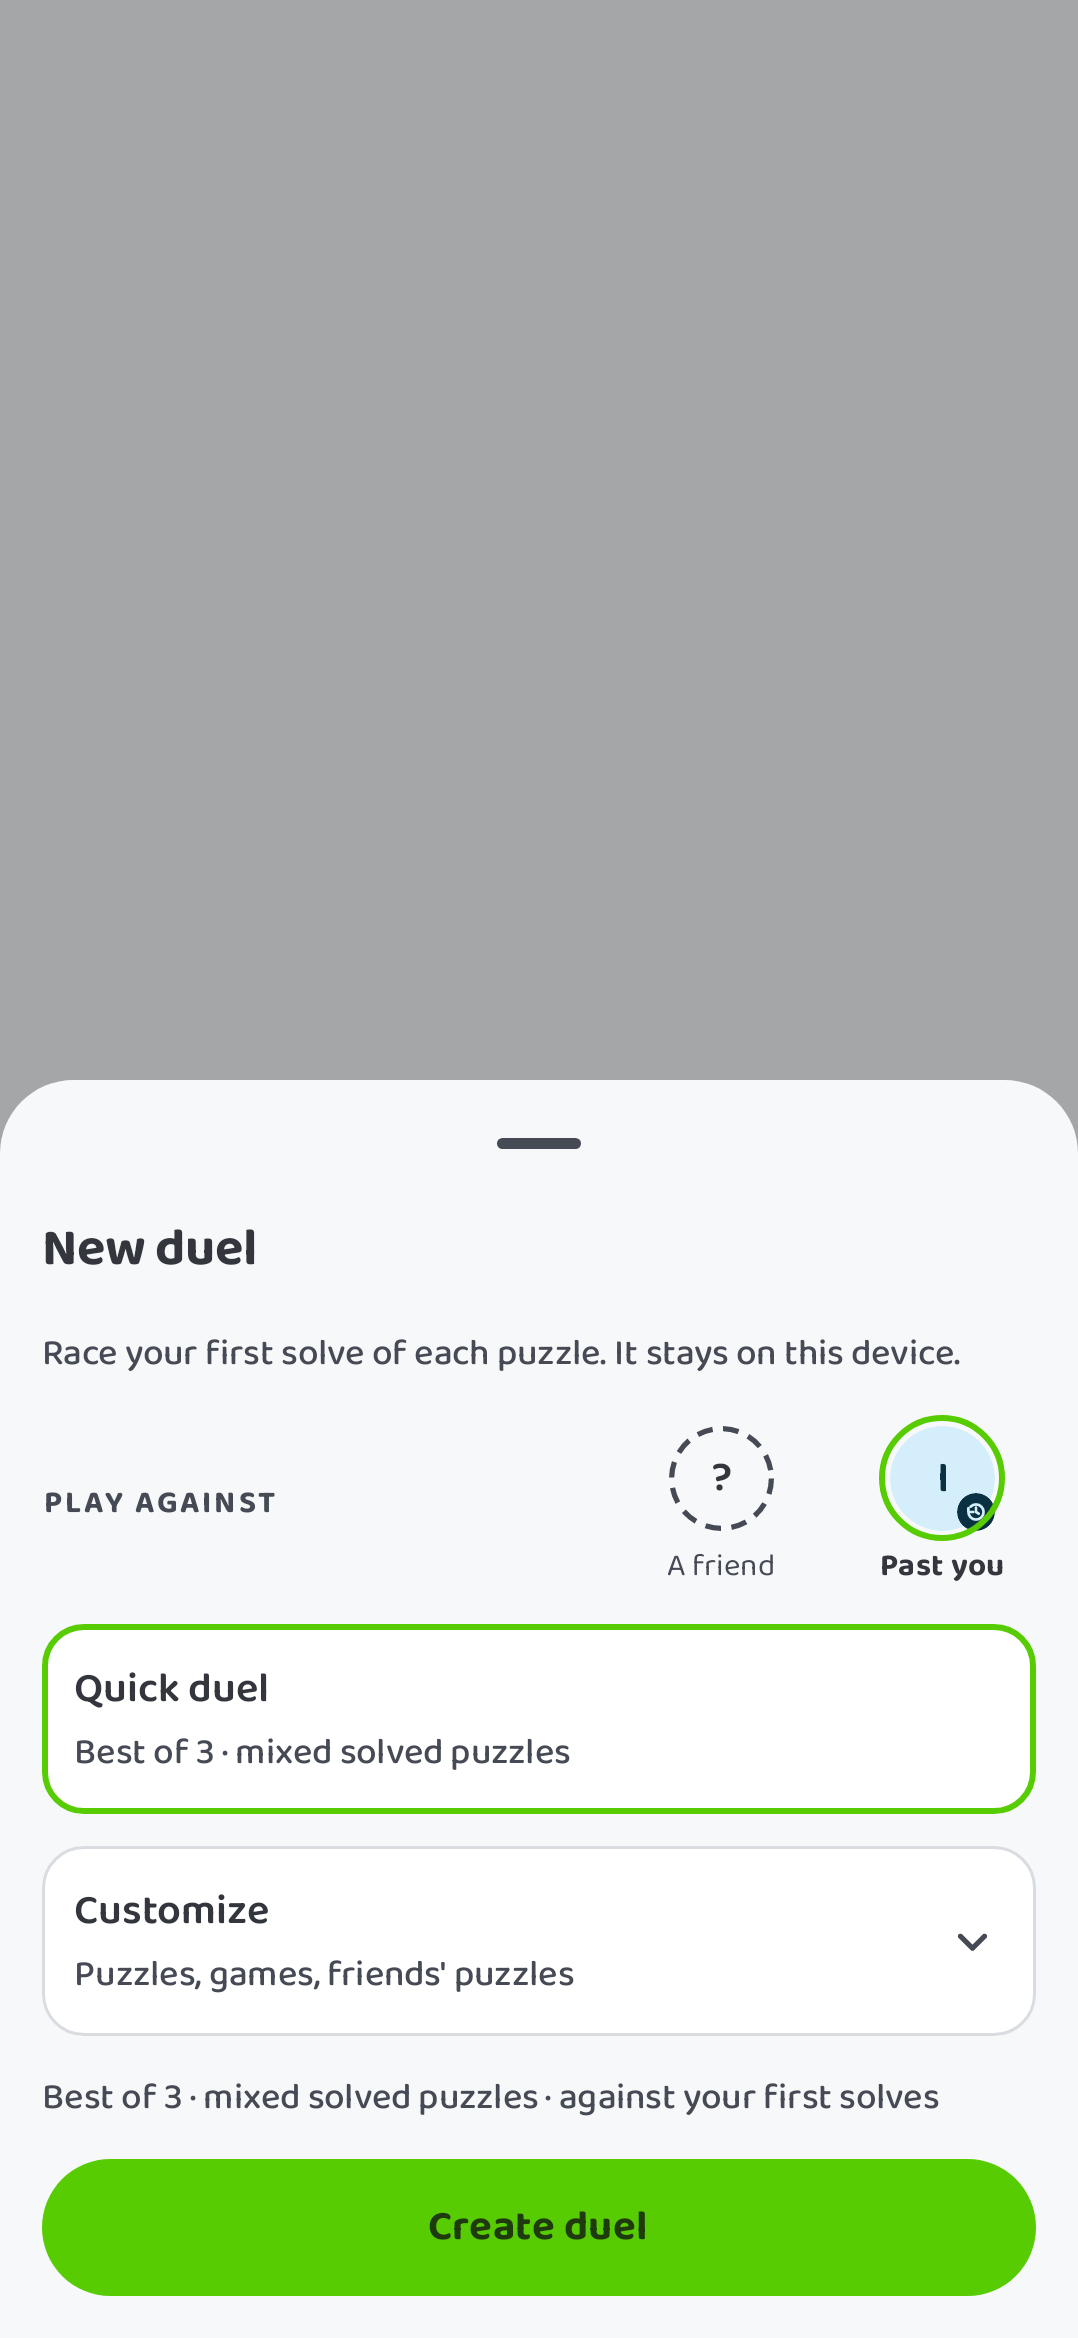 New duel
Race your first solve of each puzzle. It stays on this device.
PLAY AGAINST
?
A friend
I
Past you
Quick duel
Best of 3 · mixed solved puzzles
Customize
Puzzles, games, friends' puzzles
Best of 3 · mixed solved puzzles · against your first solves
Create duel